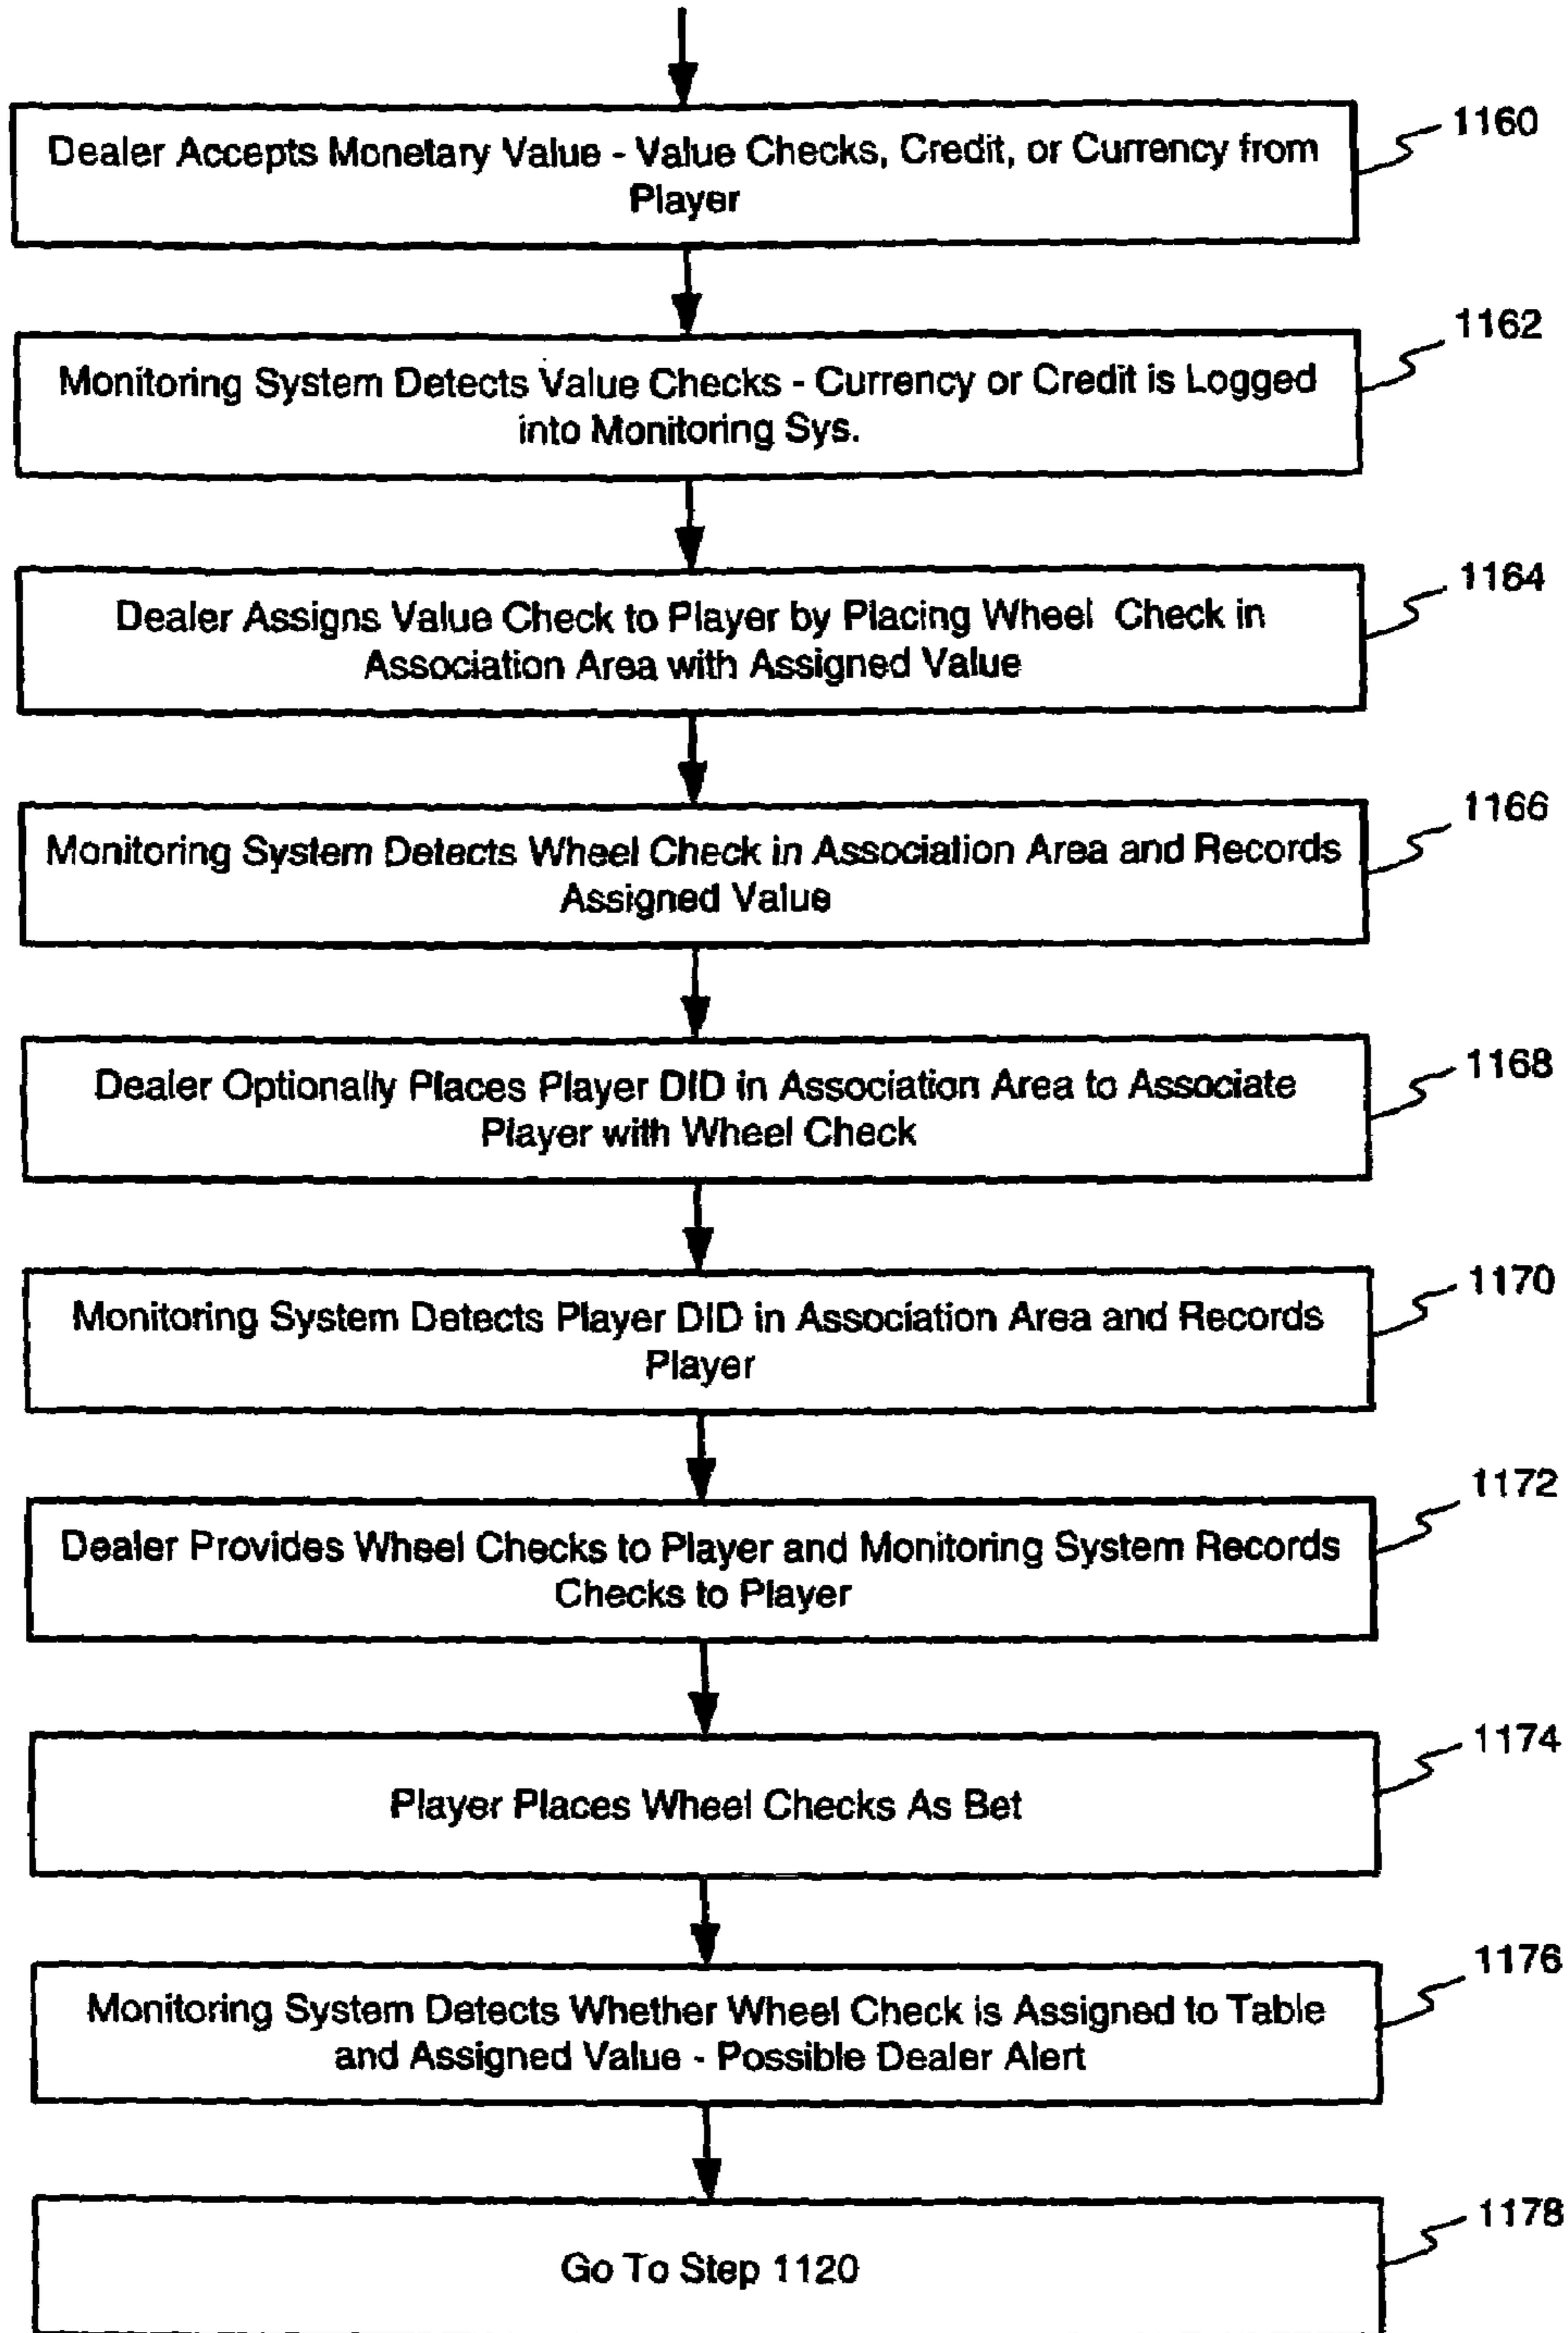 Dealer Accepts Monetary Value - Value Checks, Credit, or Currency from
Player
1160
Monitoring System Detects Value Checks - Currency or Credit is Logged
into Monitoring Sys.
1162
Dealer Assigns Value Check to Player by Placing Wheel Check in
Association Area with Assigned Value
1164
Monitoring System Detects Wheel Check in Association Area and Records
Assigned Value
1166
Dealer Optionally Places Player DID in Association Area to Associate
Player with Wheel Check
1168
Monitoring System Detects Player DID in Association Area and Records
Player
1170
Dealer Provides Wheel Checks to Player and Monitoring System Records
Checks to Player
1172
Player Places Wheel Checks As Bet
1174
Monitoring System Detects Whether Wheel Check is Assigned to Table
and Assigned Value - Possible Dealer Alert
1176
Go To Step 1120
1178